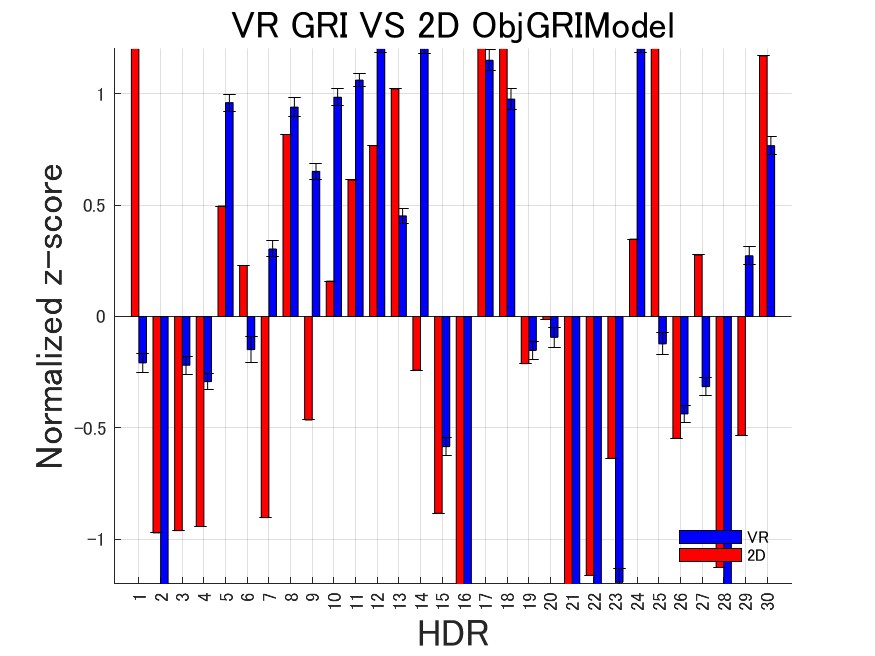 VR GRI VS 2D ObjGRIModel
Normalized z-score
1
0.5
0
-0.5
-1
1 2 3 4 5 6 7 8 9 10 11 12 13 14 15 16 17 18 19 20 21 22 23 24 25 26 27 28 29 30
HDR
VR
2D